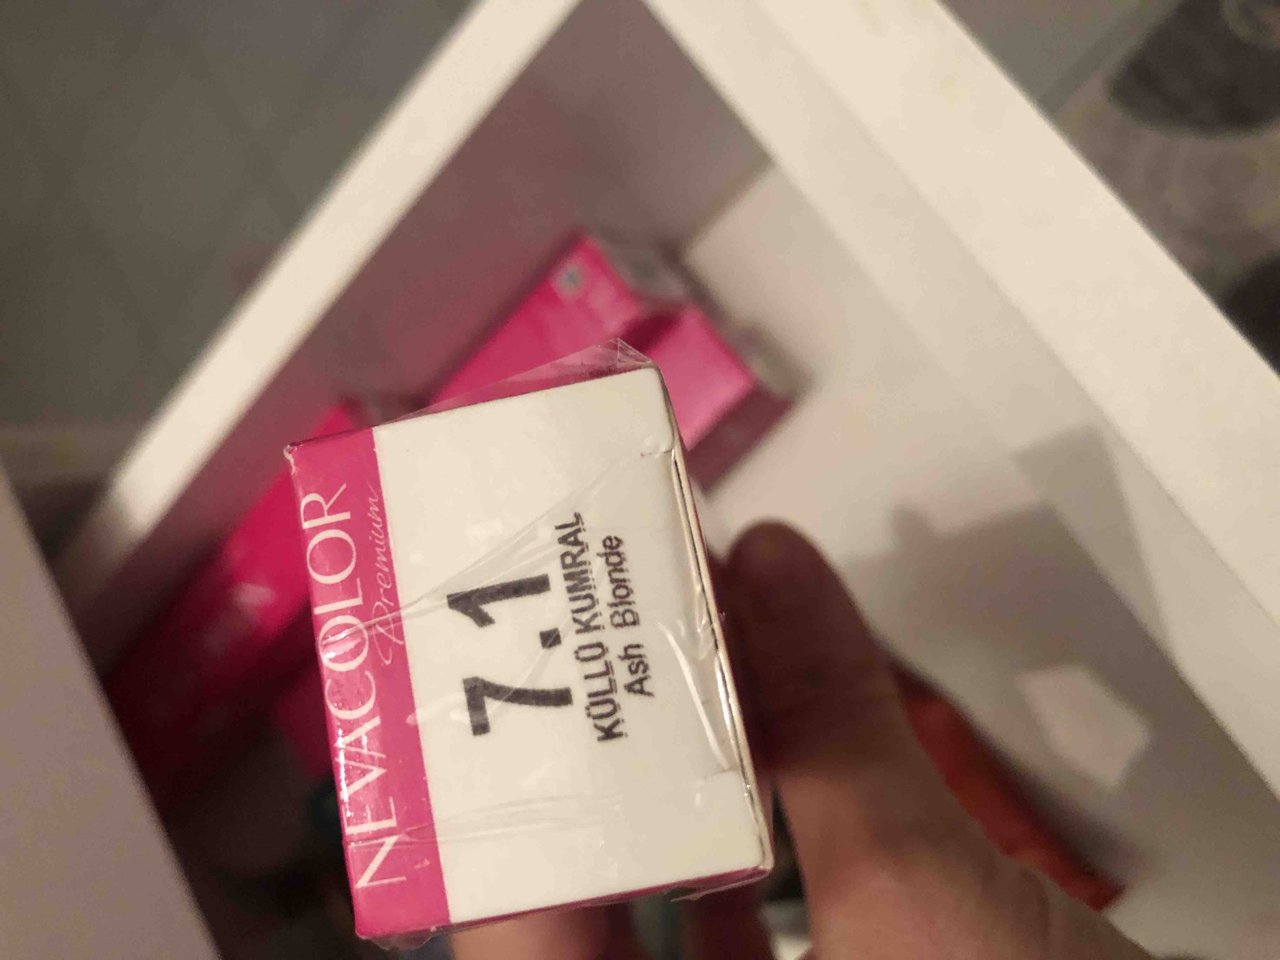 NEVACOLOR
Premium
7.1
KÜLLÜ KUMRAL
Ash Blonde